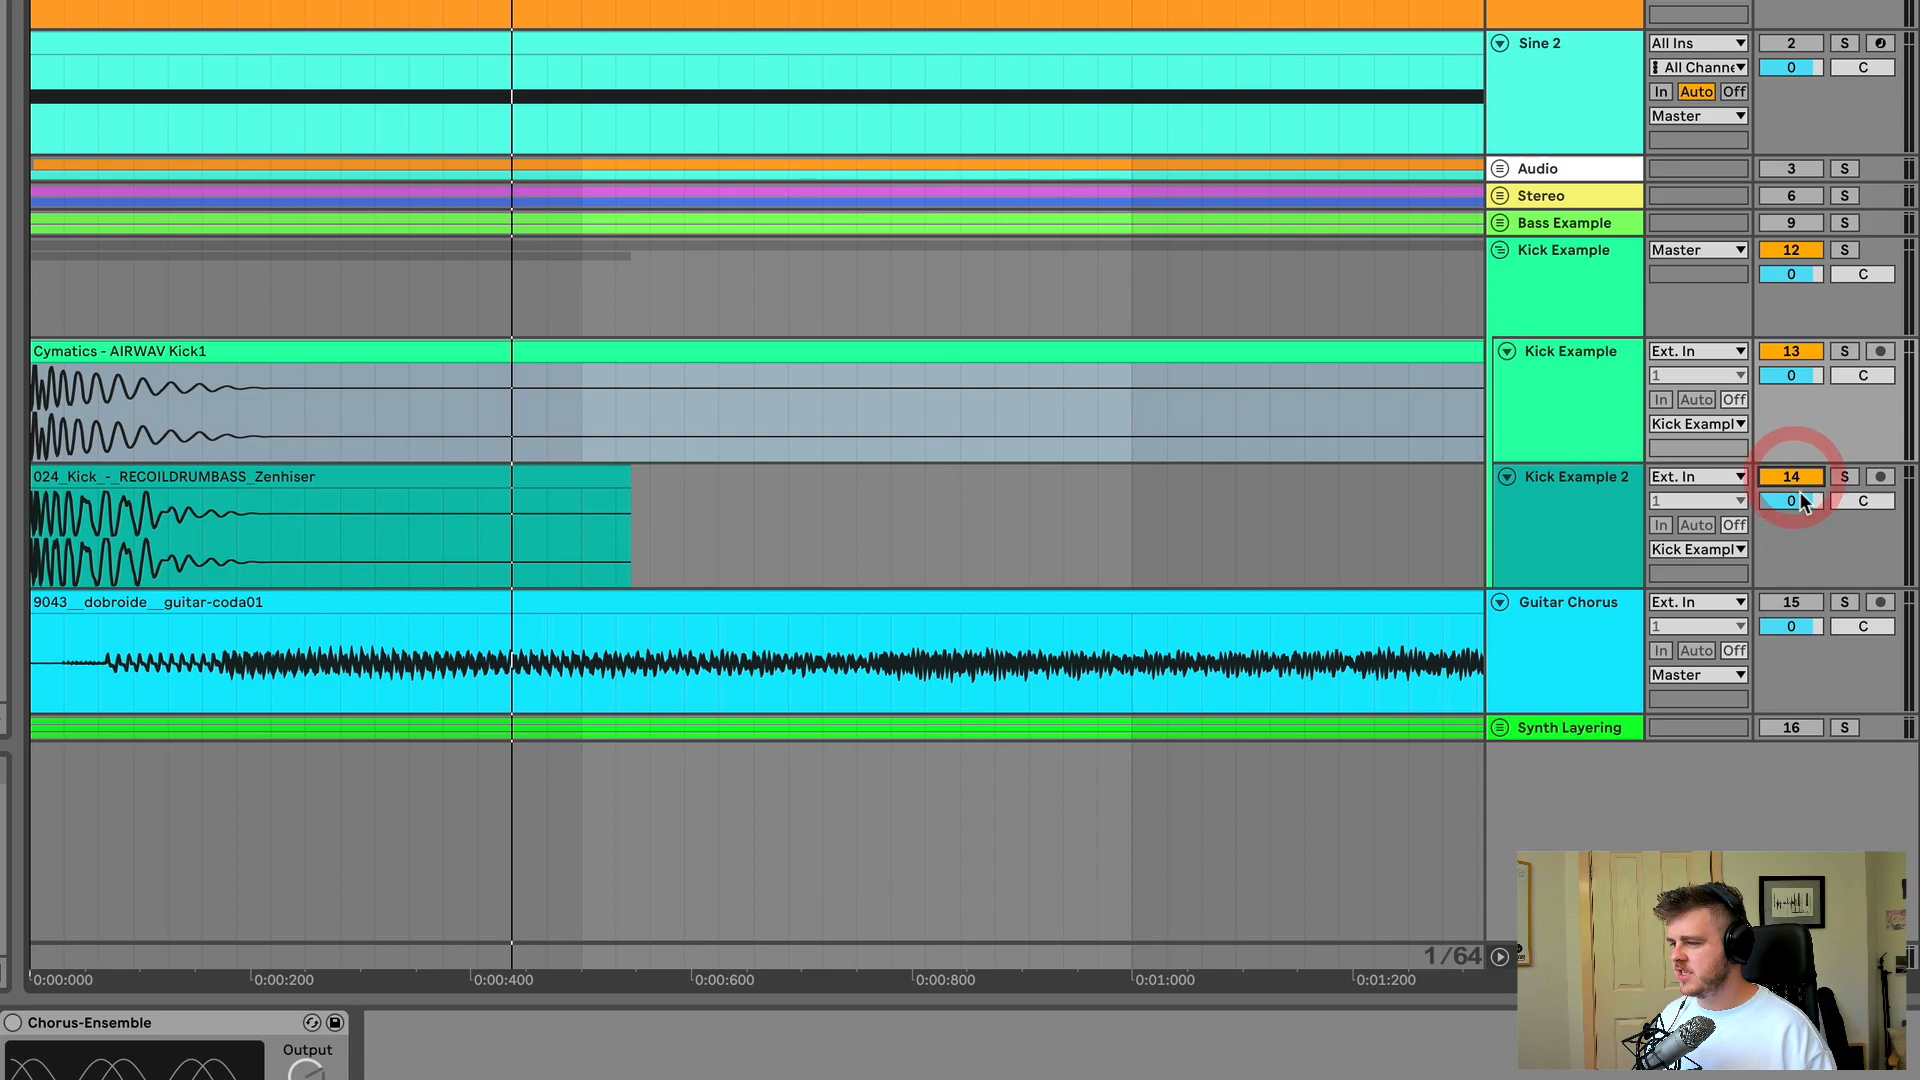 Sine 2
All Ins
2
S
All Channe
0
C
In
Auto
Off
Master
Audio
3
S
Stereo
6
S
Bass Example
9
S
Kick Example
Master
12
S
0
C
Cymatics - AIRWAV Kick1
Kick Example
Ext. In
13
S
1
0
C
In
Auto
Off
Kick Exampl
024_Kick_-_RECOILDRUMBASS_Zenhiser
Kick Example 2
Ext. In
14
S
1
0
C
In
Auto
Off
Kick Exampl
9043__dobroide__guitar-coda01
Guitar Chorus
Ext. In
15
S
1
0
C
In
Auto
Off
Master
Synth Layering
16
S
1/64
0:00:000
0:00:200
0:00:400
0:00:600
0:00:800
0:01:000
0:01:200
Chorus-Ensemble
Output